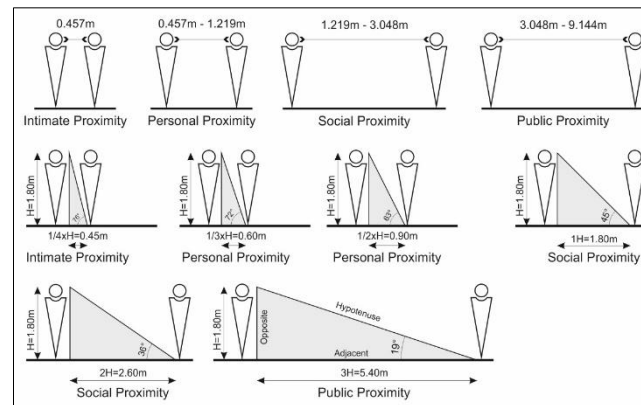 0.457m
0.457m - 1.219m
1.219m - 3.048m
3.048m - 9.144m
Intimate Proximity
Personal Proximity
Social Proximity
Public Proximity
H=1.80m
76°
1/4xH=0.45m
Intimate Proximity
H=1.80m
72°
1/3xH=0.60m
Personal Proximity
H=1.80m
63°
1/2xH=0.90m
Personal Proximity
H=1.80m
45°
1H=1.80m
Social Proximity
H=1.80m
36°
2H=2.60m
Social Proximity
H=1.80m
Opposite
Hypotenuse
Adjacent
19°
3H=5.40m
Public Proximity